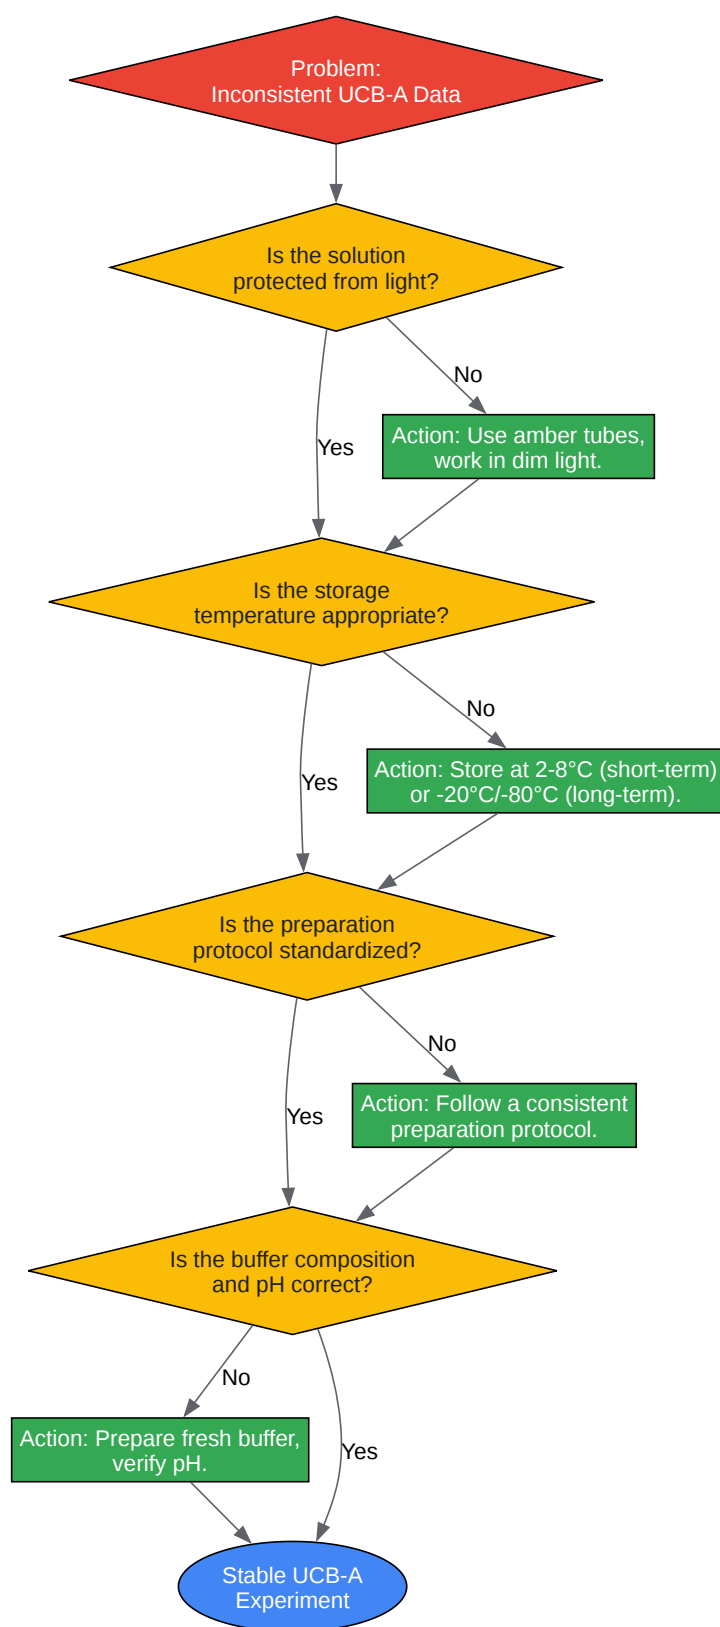 Problem:
Inconsistent UCB-A Data
Is the solution
protected from light?
No
Yes
Action: Use amber tubes,
work in dim light.
Is the storage
temperature appropriate?
No
Yes
Action: Store at 2-8°C (short-term)
or -20°C/-80°C (long-term).
Is the preparation
protocol standardized?
No
Yes
Action: Follow a consistent
preparation protocol.
Is the buffer composition
and pH correct?
No
Yes
Action: Prepare fresh buffer,
verify pH.
Stable UCB-A
Experiment